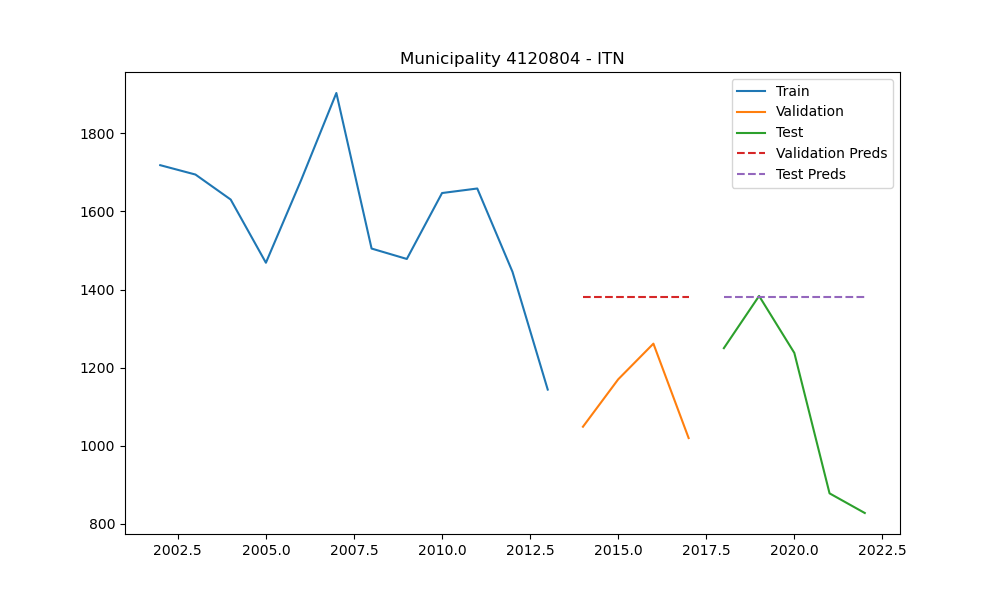 Municipality 4120804 - ITN
Train
Validation
Test
Validation Preds
Test Preds
1800
1600
1400
1200
1000
800
2002.5 2005.0 2007.5 2010.0 2012.5 2015.0 2017.5 2020.0 2022.5